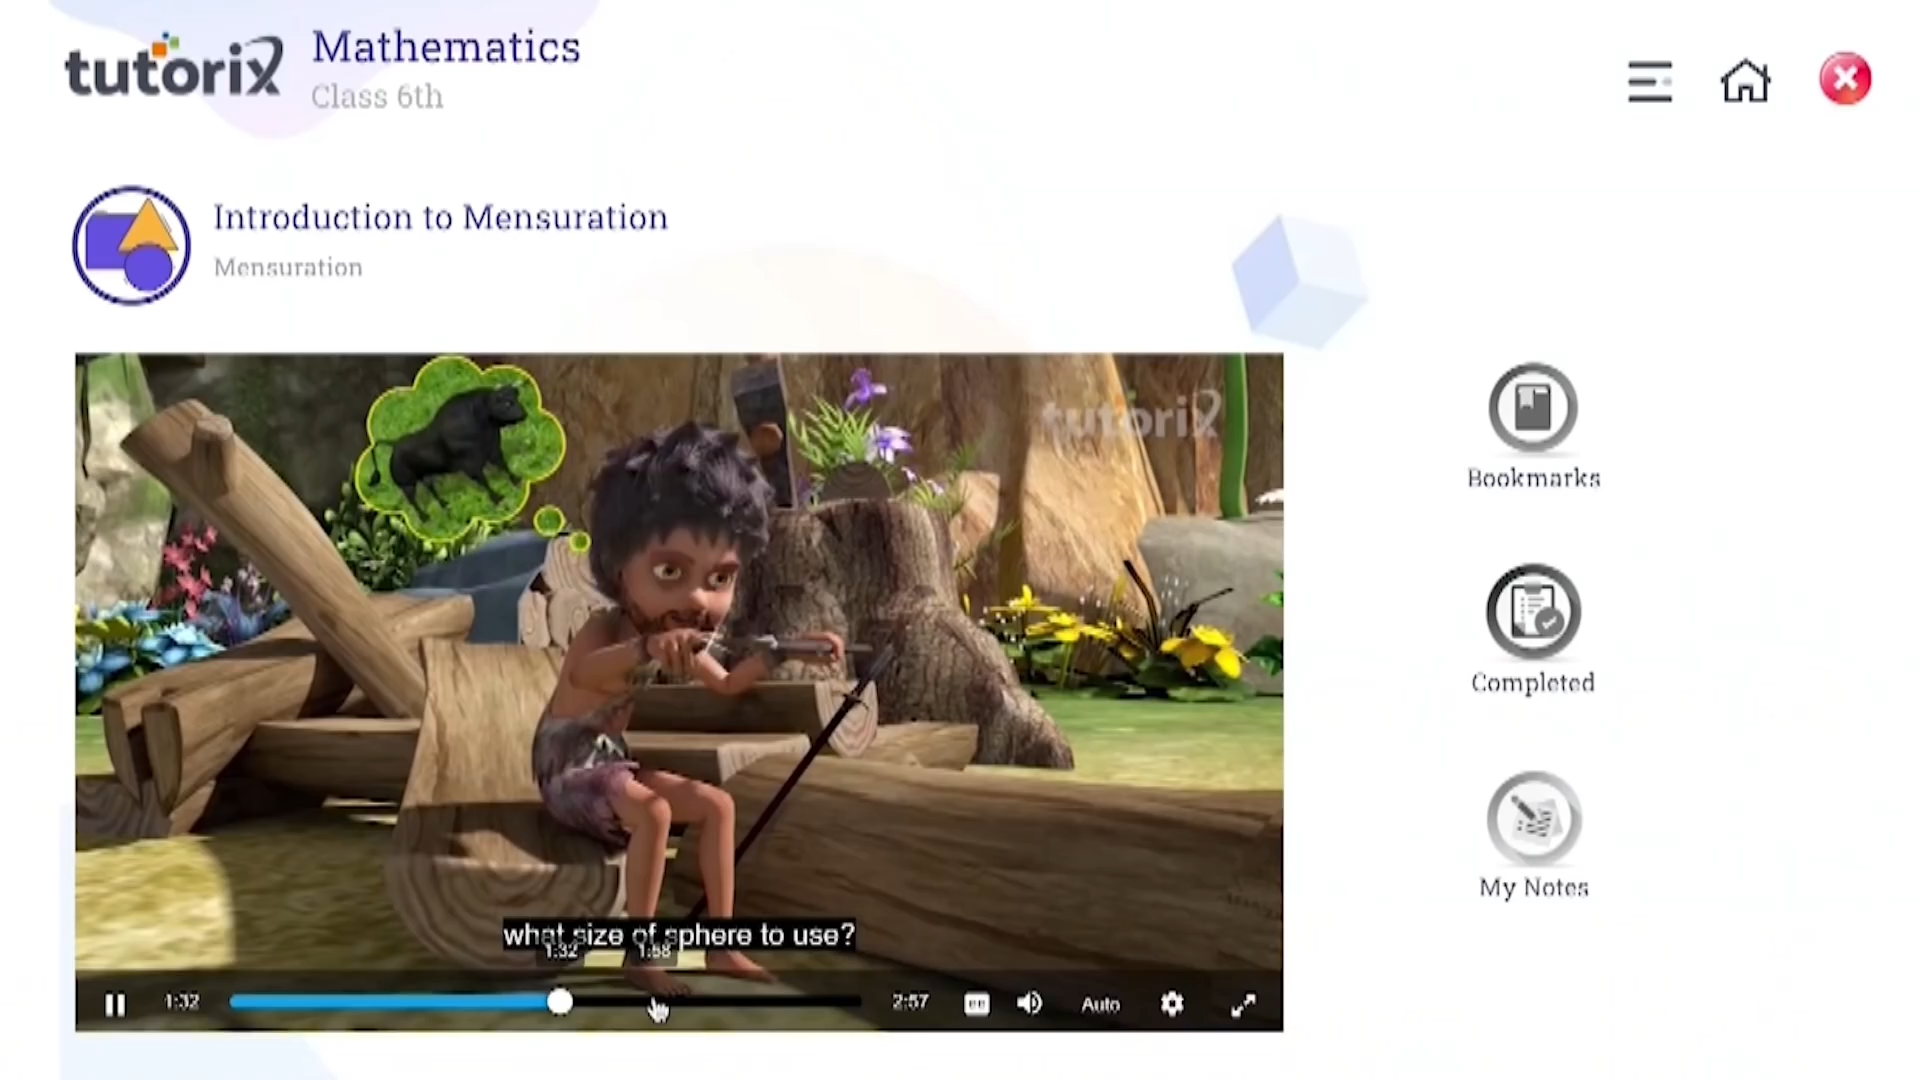 tutorix
Mathematics
Class 6th
Introduction to Mensuration
Mensuration
tutorix
Bookmarks
Completed
My Notes
what size of sphere to use?
1:32
1:58
1:32
2:57
Auto